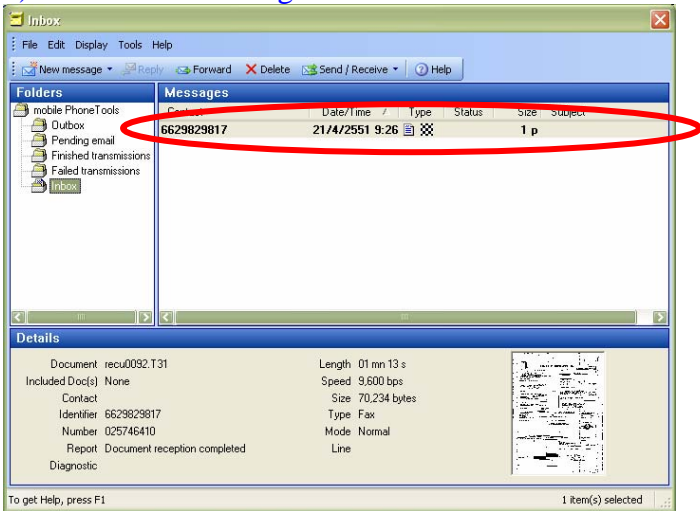 Inbox
File Edit Display Tools Help
New message Reply Forward Delete Send / Receive Help
Folders
Messages
mobile PhoneTools
Outbox
Pending email
Finished transmissions
Failed transmissions
Inbox
Contact Date/Time Type Status Size Subject
6629829817 21/4/2551 9:26 1 p
Details
Document recu0092.T31 Length 01 mn 13 s
Included Doc(s) None Speed 9,600 bps
Contact Size 70,234 bytes
Identifier 6629829817 Type Fax
Number 025746410 Mode Normal
Report Document reception completed Line
Diagnostic
To get Help, press F1 1 item(s) selected